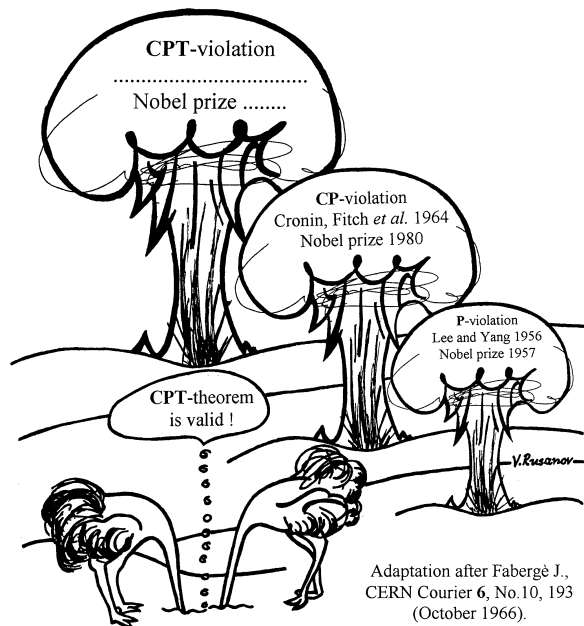 CPT-violation
..............................
Nobel prize ........
CP-violation
Cronin, Fitch et al. 1964
Nobel prize 1980
P-violation
Lee and Yang 1956
Nobel prize 1957
CPT-theorem
is valid !
V.Rusanov
Adaptation after Fabergè J.,
CERN Courier 6, No.10, 193
(October 1966).